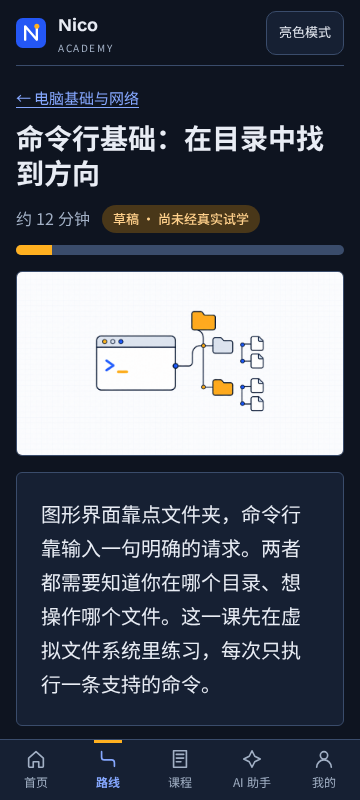 Nico
ACADEMY
亮色模式
← 电脑基础与网络
命令行基础：在目录中找
到方向
约 12 分钟
草稿 · 尚未经真实试学
图形界面靠点文件夹，命令行
靠输入一句明确的请求。两者
都需要知道你在哪个目录、想
操作哪个文件。这一课先在虚
拟文件系统里练习，每次只执
行一条支持的命令。
首页
路线
课程
AI 助手
我的